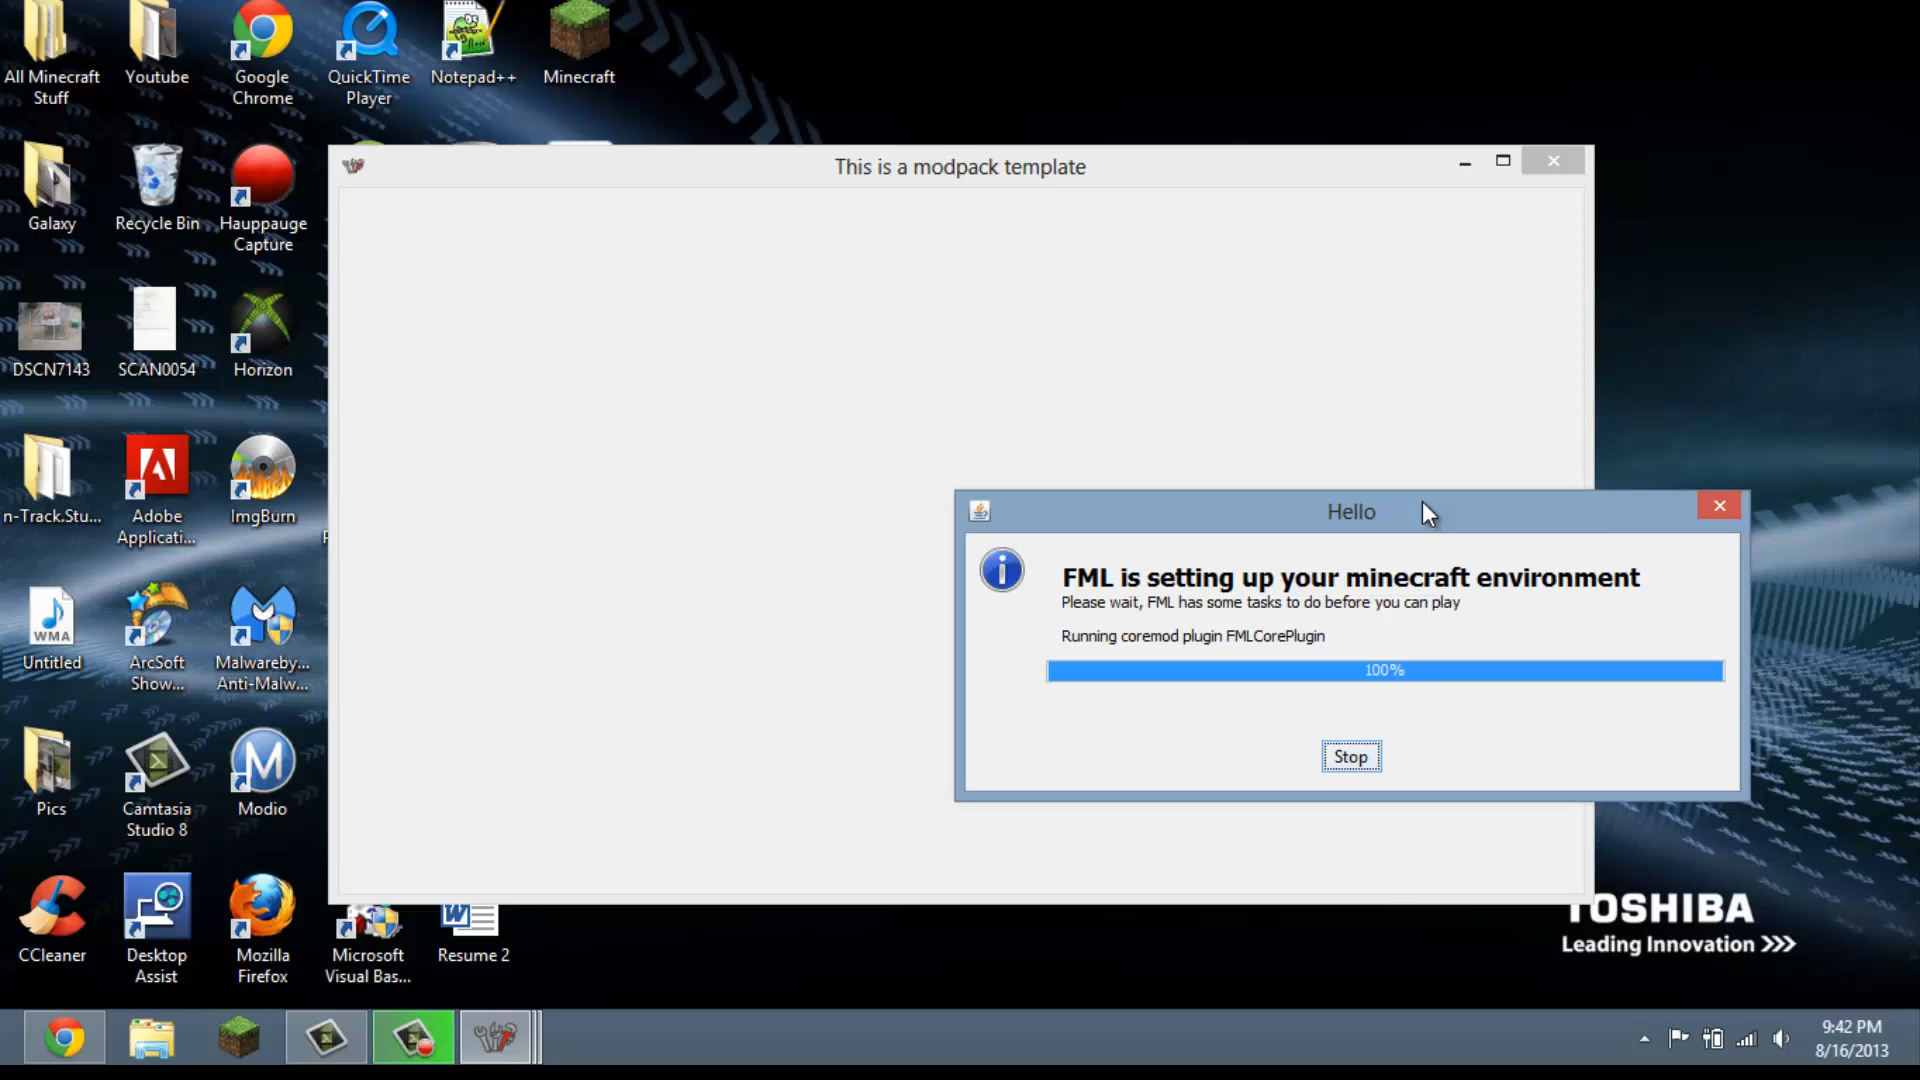 All Minecraft
Stuff
Youtube
Google
Chrome
QuickTime
Player
Notepad++
Minecraft
Galaxy
Recycle Bin
Hauppauge
Capture
This is a modpack template
DSCN7143
SCAN0054
Horizon
n-Track.Stu...
Adobe
Applicati...
ImgBurn
Hello
FML is setting up your minecraft environment
Please wait, FML has some tasks to do before you can play
Running coremod plugin FMLCorePlugin
100%
Stop
WMA
Untitled
ArcSoft
Show...
Malwareby...
Anti-Malw...
Pics
Camtasia
Studio 8
Modio
CCleaner
Desktop
Assist
Mozilla
Firefox
Microsoft
Visual Bas...
Resume 2
TOSHIBA
Leading Innovation >>>
9:42 PM
8/16/2013